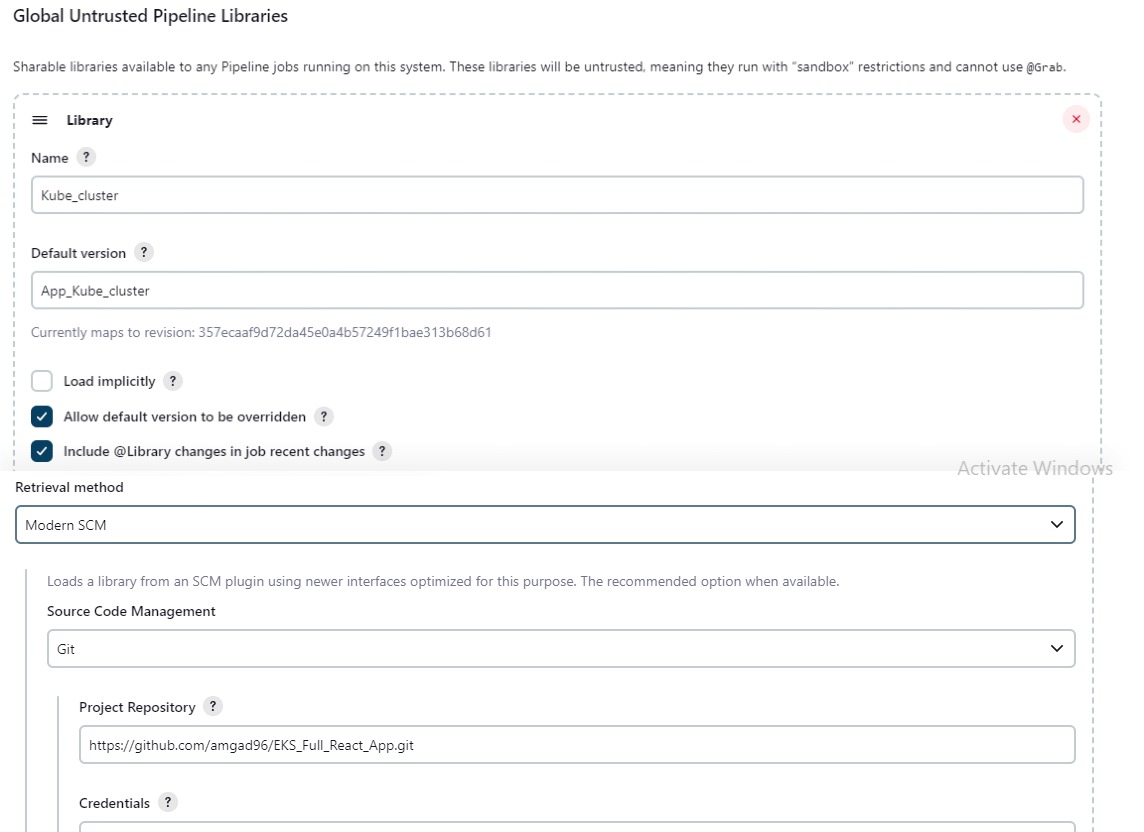 Global Untrusted Pipeline Libraries
Sharable libraries available to any Pipeline jobs running on this system. These libraries will be untrusted, meaning they run with “sandbox” restrictions and cannot use @Grab.
Library
Name ?
Kube_cluster
Default version ?
App_Kube_cluster
Currently maps to revision: 357ecaaf9d72da45e0a4b57249f1bae313b68d61
Load implicitly ?
Allow default version to be overridden ?
Include @Library changes in job recent changes ?
Activate Windows
Retrieval method
Modern SCM
Loads a library from an SCM plugin using newer interfaces optimized for this purpose. The recommended option when available.
Source Code Management
Git
Project Repository ?
https://github.com/amgad96/EKS_Full_React_App.git
Credentials ?